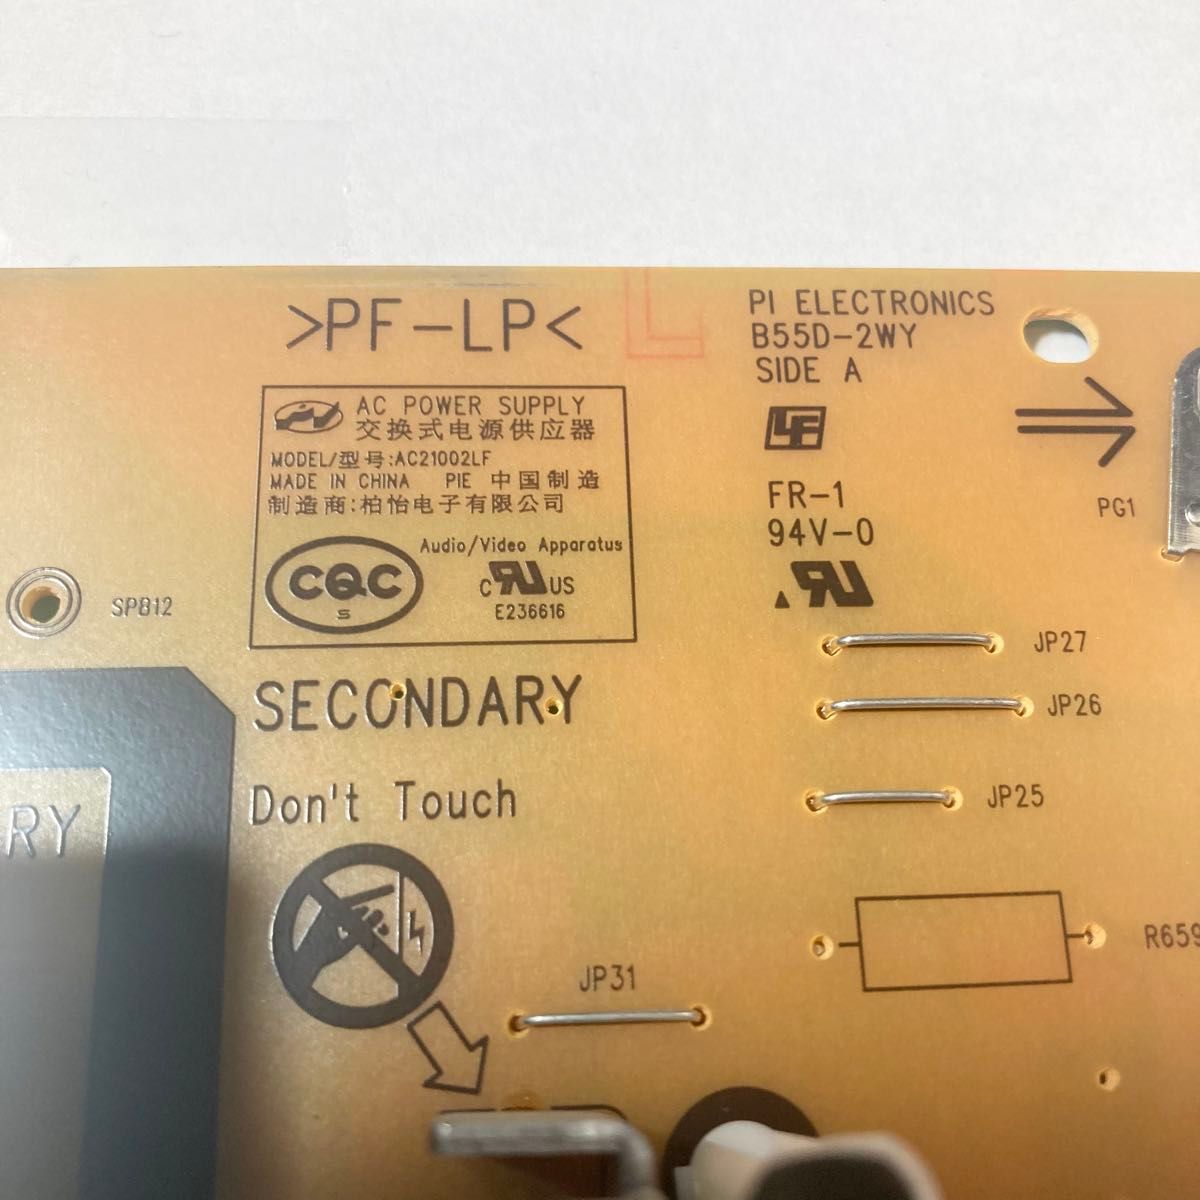 >PF-LP<
PI ELECTRONICS
B55D-2WY
SIDE A
AC POWER SUPPLY
交换式电源供应器
MODEL/型号:AC21002LF
MADE IN CHINA PIE 中国制造
制造商:柏怡电子有限公司
Audio/Video Apparatus
CQC
S
C RU US
E236616
LF
FR-1
94V-0
RU
PG1
SPB12
JP27
SECONDARY
JP26
Don't Touch
JP25
RY
R659
JP31